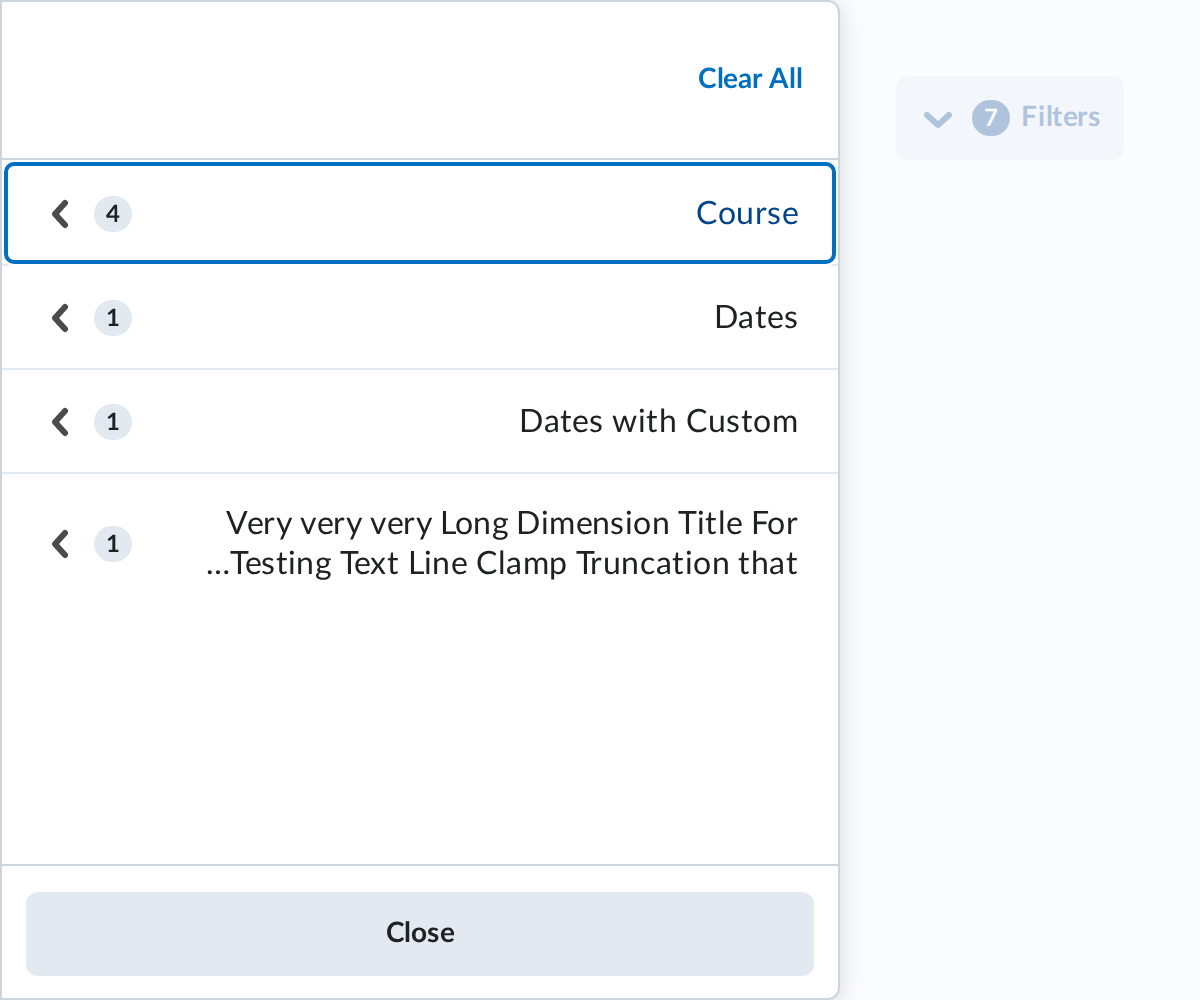 Clear All
7 Filters
Course 4
Dates 1
Dates with Custom 1
Very very very Long Dimension Title For
...Testing Text Line Clamp Truncation that
1
Close